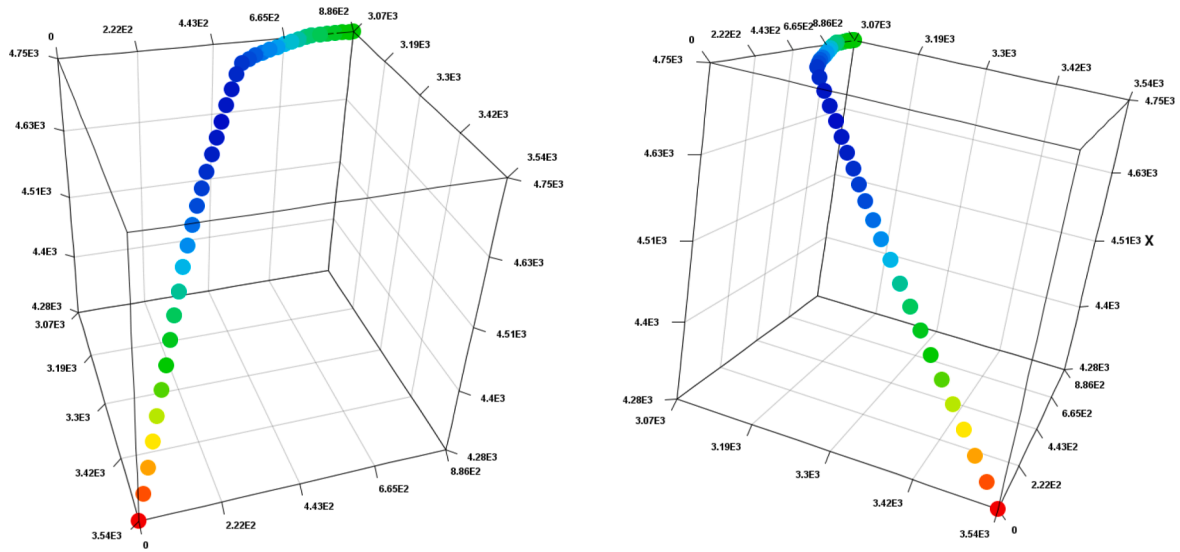 0
2.22E2
4.43E2
6.65E2
8.86E2
3.07E3
3.19E3
3.3E3
3.42E3
3.54E3
4.75E3
4.75E3
4.63E3
4.51E3
4.4E3
4.28E3
3.07E3
3.19E3
3.3E3
3.42E3
3.54E3
0
2.22E2
4.43E2
6.65E2
8.86E2
4.28E3
4.4E3
4.51E3
4.63E3
0
2.22E2
4.43E2
6.65E2
8.86E2
3.07E3
3.19E3
3.3E3
3.42E3
3.54E3
4.75E3
4.75E3
4.63E3
4.63E3
4.51E3
4.51E3 X
4.4E3
4.4E3
4.28E3
4.28E3
3.07E3
8.86E2
6.65E2
3.19E3
4.43E2
3.3E3
2.22E2
3.42E3
3.54E3
0